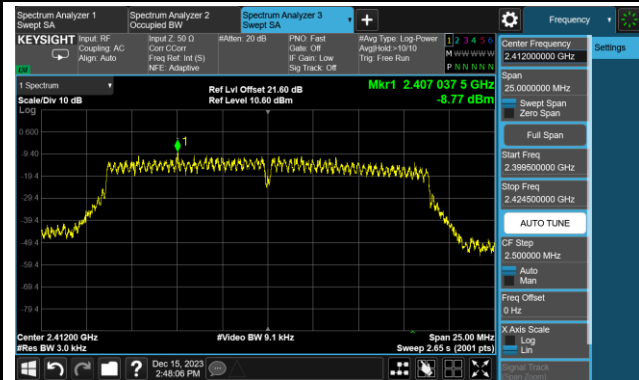 Spectrum Analyzer 1
Swept SA
Spectrum Analyzer 2
Occupied BW
Spectrum Analyzer 3
Swept SA
Frequency
KEYSIGHT
Input: RF
Coupling: AC
Align: Auto
Input Z: 50 Ω
Corr CCorr
Freq Ref: Int (S)
NFE: Adaptive
#Atten: 20 dB
PNO: Fast
Gate: Off
IF Gain: Low
Sig Track: Off
#Avg Type: Log-Power
Avg|Hold:>10/10
Trig: Free Run
1 2 3 4 5 6
M W W W W W
P N N N N N
1 Spectrum
Scale/Div 10 dB
Log
Ref Lvl Offset 21.60 dB
Ref Level 10.60 dBm
Mkr1 2.407 037 5 GHz
-8.77 dBm
1
0.600
-9.40
-19.4
-29.4
-39.4
-49.4
-59.4
-69.4
-79.4
Center 2.41200 GHz
#Res BW 3.0 kHz
#Video BW 9.1 kHz
Span 25.00 MHz
Sweep 2.65 s (2001 pts)
Dec 15, 2023
2:48:06 PM
Center Frequency
2.412000000 GHz
Settings
Span
25.0000000 MHz
Swept Span
Zero Span
Full Span
Start Freq
2.399500000 GHz
Stop Freq
2.424500000 GHz
AUTO TUNE
CF Step
2.500000 MHz
Auto
Man
Freq Offset
0 Hz
X Axis Scale
Log
Lin
Signal Track
(Span Zoom)